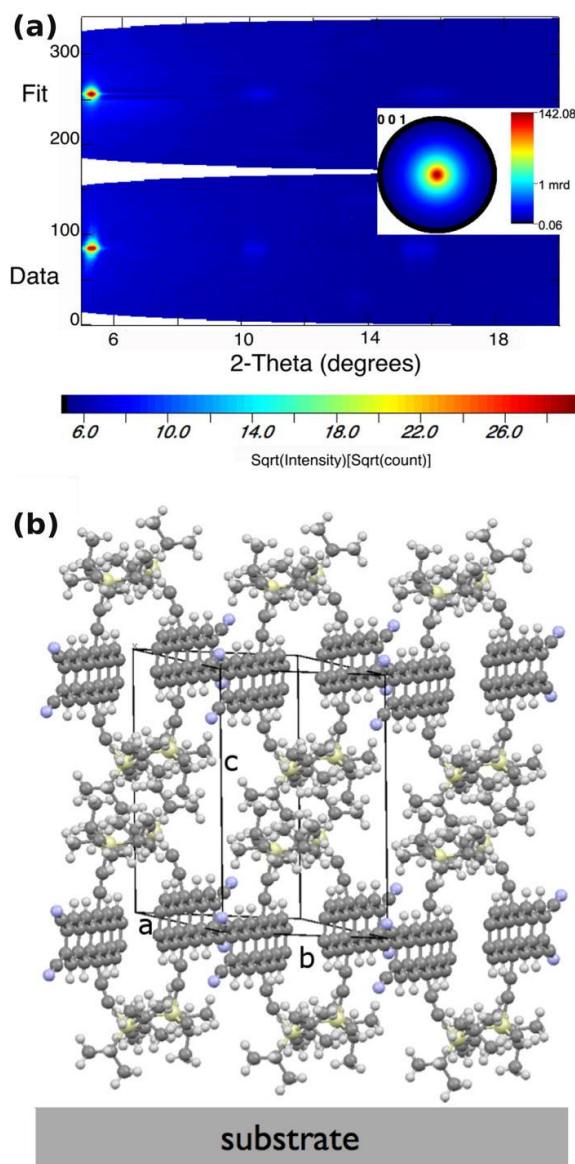 (a)
300
Fit
200
0 0 1
142.08
1 mrd
0.06
100
Data
0
6
10
14
18
2-Theta (degrees)
6.0 10.0 14.0 18.0 22.0 26.0
Sqrt(Intensity)[Sqrt(count)]
(b)
c
a
b
substrate